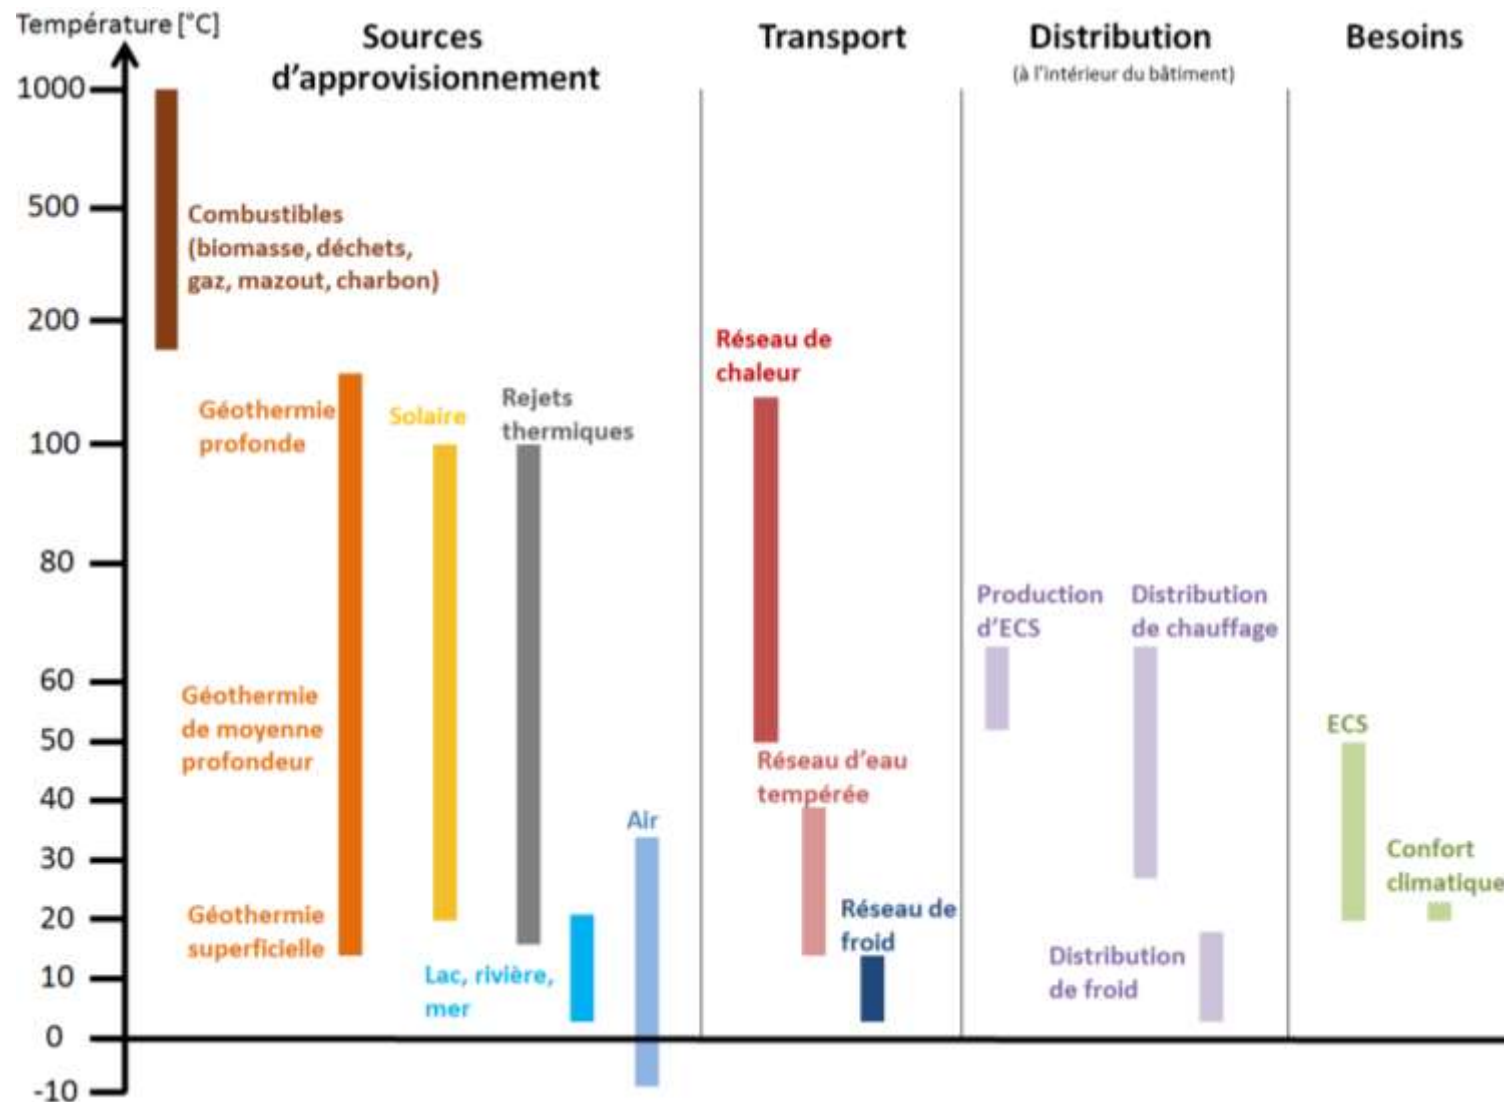 Température [°C]
Sources
d’approvisionnement
Transport
Distribution
(à l’intérieur du bâtiment)
Besoins
1000
500
200
100
80
60
50
40
30
20
10
0
-10
Combustibles
(biomasse, déchets,
gaz, mazout, charbon)
Géothermie
profonde
Géothermie
de moyenne
profondeur
Géothermie
superficielle
Solaire
Rejets
thermiques
Lac, rivière,
mer
Air
Réseau de
chaleur
Réseau d’eau
tempérée
Réseau de
froid
Production
d’ECS
Distribution
de chauffage
Distribution
de froid
ECS
Confort
climatique